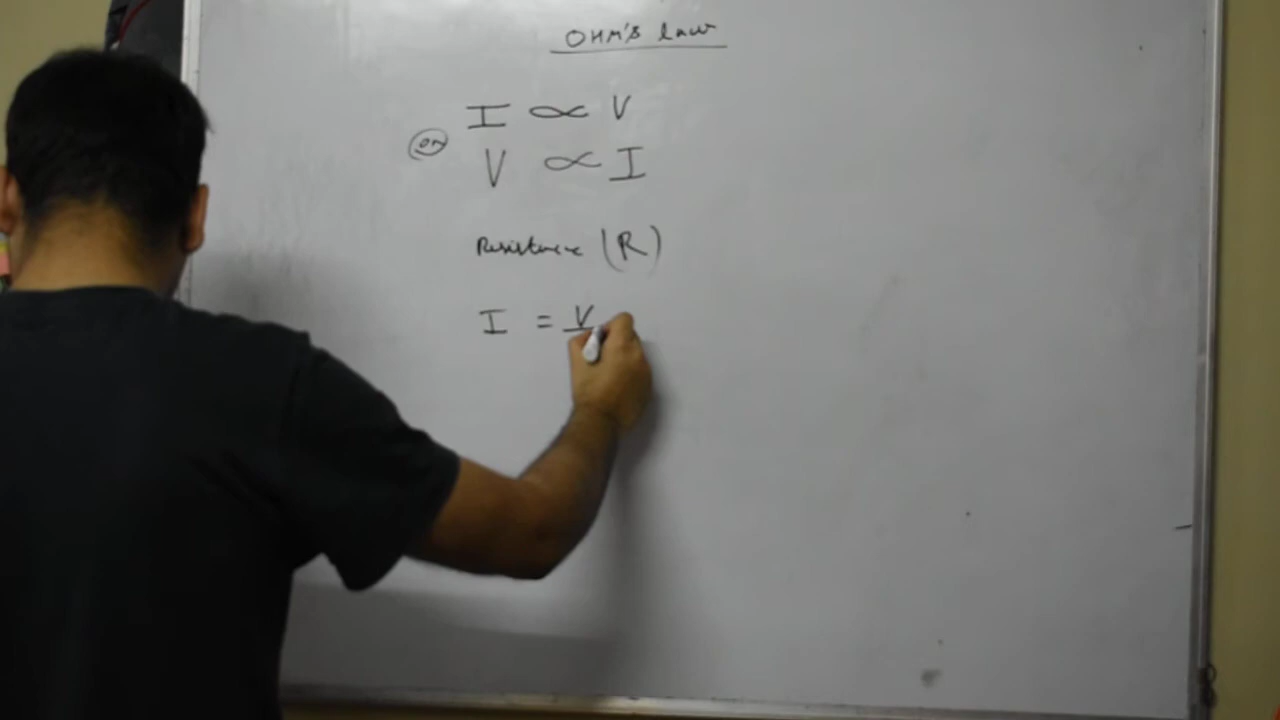 OHM'S law
I ∝ V
(or)
V ∝ I
Resistance (R)
I = V